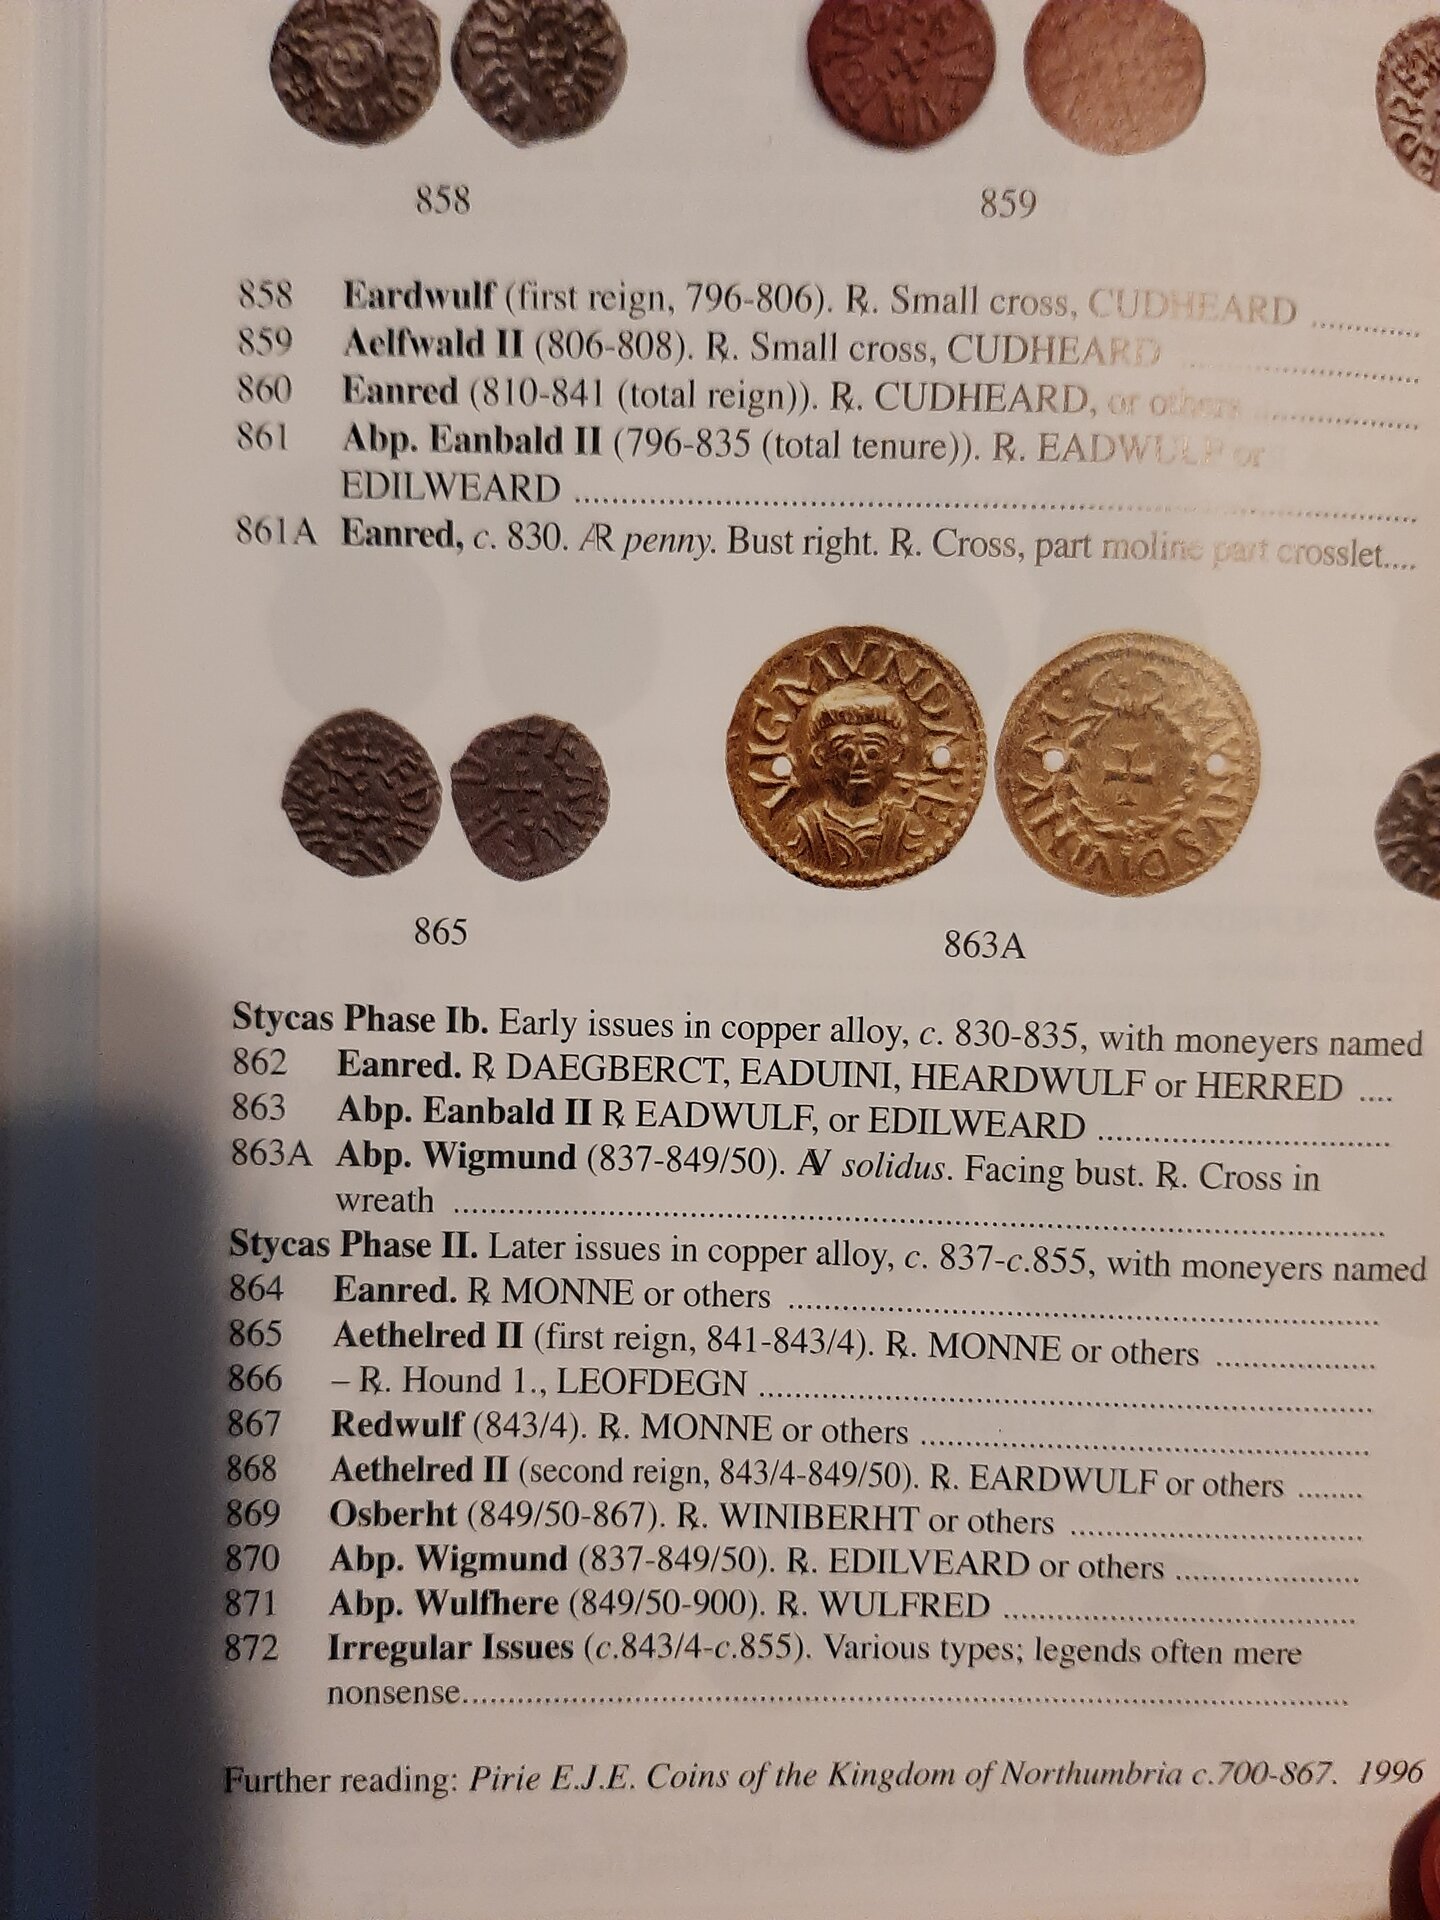 858
859
858 Eardwulf (first reign, 796-806). ℞. Small cross, CUDHEARD ..............
859 Aelfwald II (806-808). ℞. Small cross, CUDHEARD ..............
860 Eanred (810-841 (total reign)). ℞. CUDHEARD, or others ..............
861 Abp. Eanbald II (796-835 (total tenure)). ℞. EADWULF or
EDILWEARD ..............
861A Eanred, c. 830. ÆR penny. Bust right. ℞. Cross, part moline part crosslet....
VIGMVND
865
863A
Stycas Phase Ib. Early issues in copper alloy, c. 830-835, with moneyers named
862 Eanred. ℞ DAEGBERCT, EADUINI, HEARDWULF or HERRED ....
863 Abp. Eanbald II ℞ EADWULF, or EDILWEARD ..............
863A Abp. Wigmund (837-849/50). AV solidus. Facing bust. ℞. Cross in
wreath ..............
Stycas Phase II. Later issues in copper alloy, c. 837-c.855, with moneyers named
864 Eanred. ℞ MONNE or others ..............
865 Aethelred II (first reign, 841-843/4). ℞. MONNE or others ..............
866 – ℞. Hound 1., LEOFDEGN ..............
867 Redwulf (843/4). ℞. MONNE or others ..............
868 Aethelred II (second reign, 843/4-849/50). ℞. EARDWULF or others ........
869 Osberht (849/50-867). ℞. WINIBERHT or others ..............
870 Abp. Wigmund (837-849/50). ℞. EDILVEARD or others ..............
871 Abp. Wulfhere (849/50-900). ℞. WULFRED ..............
872 Irregular Issues (c.843/4-c.855). Various types; legends often mere
nonsense..............
Further reading: Pirie E.J.E. Coins of the Kingdom of Northumbria c.700-867. 1996